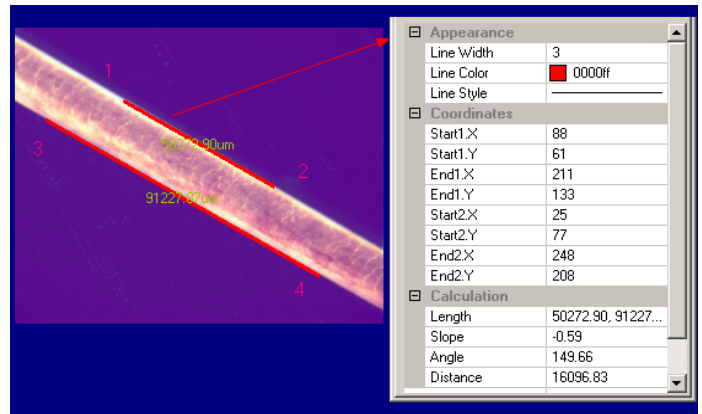 1
50272.90um
2
3
91227.87um
4
Appearance
Line Width 3
Line Color 0000ff
Line Style
Coordinates
Start1.X 88
Start1.Y 61
End1.X 211
End1.Y 133
Start2.X 25
Start2.Y 77
End2.X 248
End2.Y 208
Calculation
Length 50272.90, 91227...
Slope -0.59
Angle 149.66
Distance 16096.83